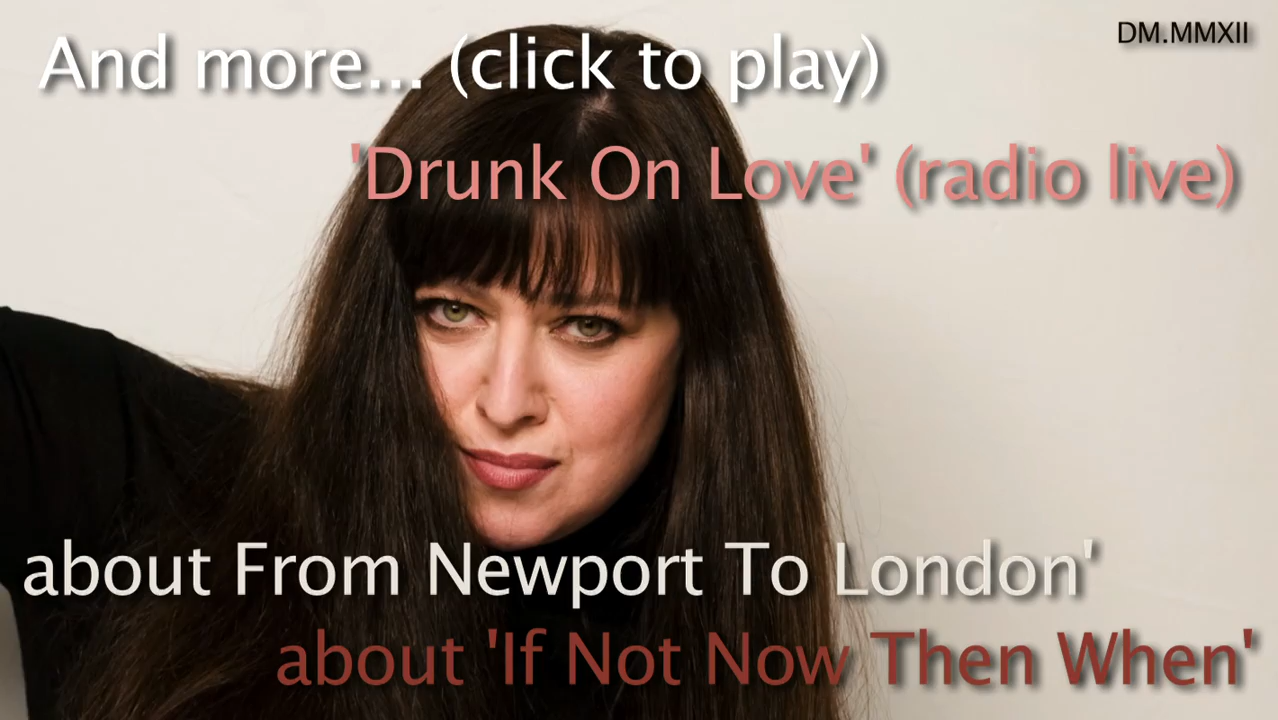 DM.MMXII
And more... (click to play)
'Drunk On Love' (radio live)
about From Newport To London'
about 'If Not Now Then When'